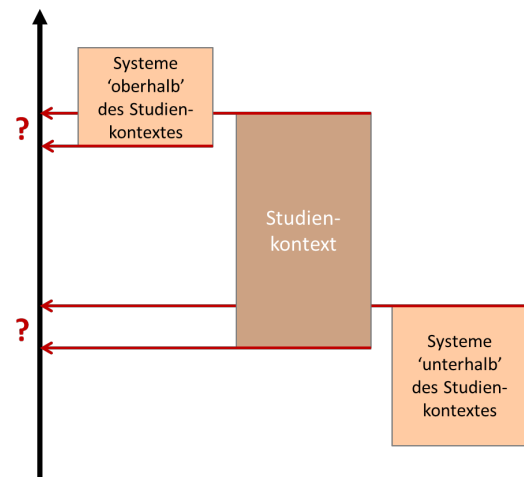 Systeme
‘oberhalb’
des Studien-
kontextes
?
Studien-
kontext
?
Systeme
‘unterhalb’
des Studien-
kontextes